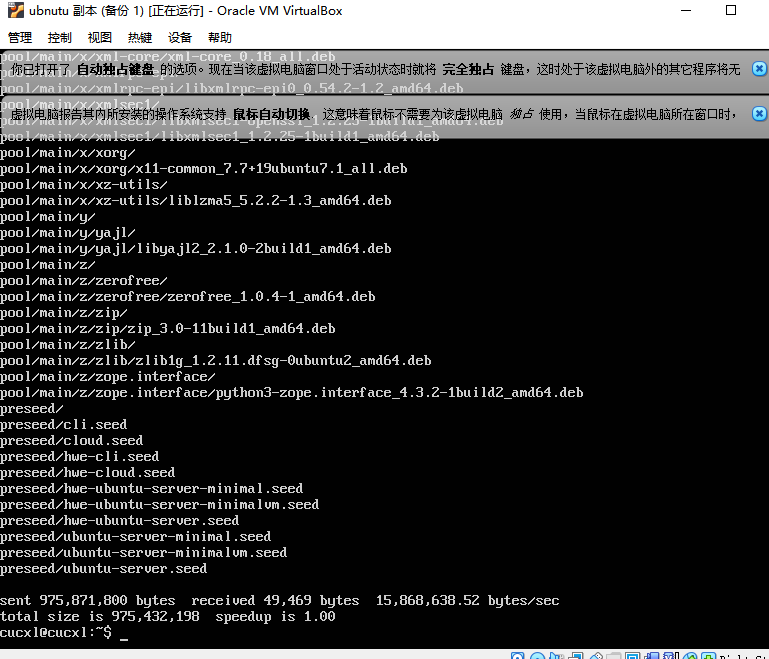 ubnutu 副本 (备份 1) [正在运行] - Oracle VM VirtualBox
管理 控制 视图 热键 设备 帮助
pool/main/x/xml-core/xml-core_0.18_all.deb
你已打开了 自动独占键盘 的选项。现在当该虚拟电脑窗口处于活动状态时就将 完全独占 键盘，这时处于该虚拟电脑外的其它程序将无
pool/main/x/xmlrpc-epi/libxmlrpc-epi0_0.54.2-1.2_amd64.deb
pool/main/x/xmlsec1/
虚拟电脑报告其内所安装的操作系统支持 鼠标自动切换。这意味着鼠标不需要为该虚拟电脑 独占 使用，当鼠标在虚拟电脑所在窗口时，
pool/main/x/xmlsec1/libxmlsec1_1.2.25-1build1_amd64.deb
pool/main/x/xorg/
pool/main/x/xorg/x11-common_7.7+19ubuntu7.1_all.deb
pool/main/x/xz-utils/
pool/main/x/xz-utils/liblzma5_5.2.2-1.3_amd64.deb
pool/main/y/
pool/main/y/yajl/
pool/main/y/yajl/libyajl2_2.1.0-2build1_amd64.deb
pool/main/z/
pool/main/z/zerofree/
pool/main/z/zerofree/zerofree_1.0.4-1_amd64.deb
pool/main/z/zip/
pool/main/z/zip/zip_3.0-11build1_amd64.deb
pool/main/z/zlib/
pool/main/z/zlib/zlib1g_1.2.11.dfsg-0ubuntu2_amd64.deb
pool/main/z/zope.interface/
pool/main/z/zope.interface/python3-zope.interface_4.3.2-1build2_amd64.deb
preseed/
preseed/cli.seed
preseed/cloud.seed
preseed/hwe-cli.seed
preseed/hwe-cloud.seed
preseed/hwe-ubuntu-server-minimal.seed
preseed/hwe-ubuntu-server-minimalvm.seed
preseed/hwe-ubuntu-server.seed
preseed/ubuntu-server-minimal.seed
preseed/ubuntu-server-minimalvm.seed
preseed/ubuntu-server.seed
sent 975,871,800 bytes  received 49,469 bytes  15,868,638.52 bytes/sec
total size is 975,432,198  speedup is 1.00
cucxl@cucxl:~$ _